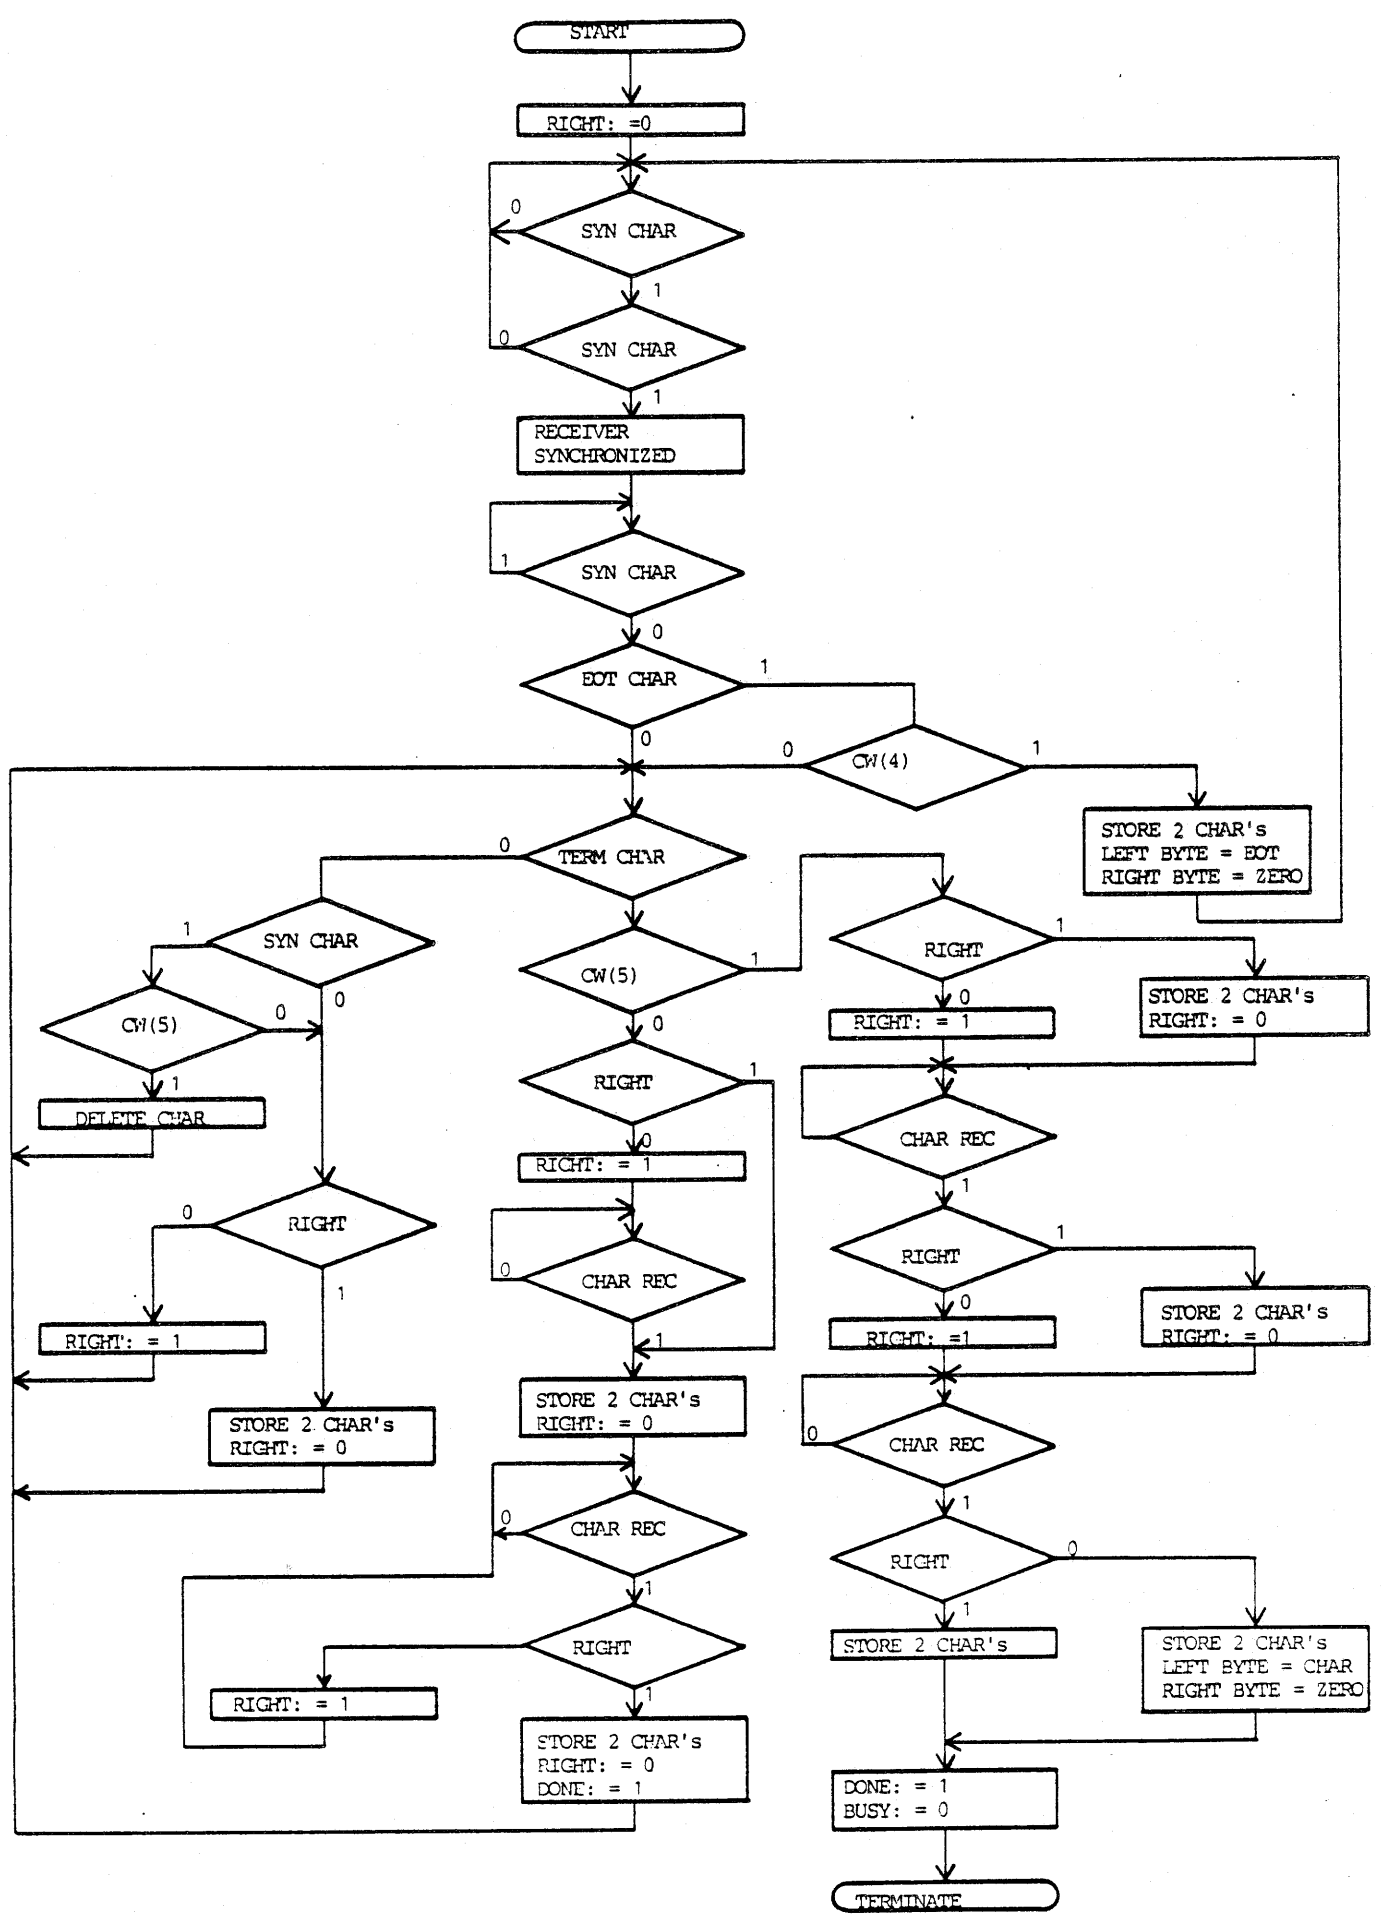 START
RIGHT: =0
0
SYN CHAR
1
0
SYN CHAR
1
RECEIVER
SYNCHRONIZED
1
SYN CHAR
0
EOT CHAR
1
0
0
CW(4)
1
STORE 2 CHAR's
LEFT BYTE = EOT
RIGHT BYTE = ZERO
0
TERM CHAR
1
SYN CHAR
0
CW(5)
0
1
DELETE CHAR
0
RIGHT
1
RIGHT: = 1
STORE 2 CHAR's
RIGHT: = 0
CW(5)
1
0
RIGHT
1
0
RIGHT: = 1
0
CHAR REC
1
STORE 2 CHAR's
RIGHT: = 0
0
CHAR REC
1
RIGHT
1
RIGHT: = 1
STORE 2 CHAR's
RIGHT: = 0
DONE: = 1
RIGHT
1
0
RIGHT: = 1
STORE 2 CHAR's
RIGHT: = 0
CHAR REC
1
RIGHT
1
0
RIGHT: =1
STORE 2 CHAR's
RIGHT: = 0
0
CHAR REC
1
RIGHT
0
1
STORE 2 CHAR's
STORE 2 CHAR's
LEFT BYTE = CHAR
RIGHT BYTE = ZERO
DONE: = 1
BUSY: = 0
TERMINATE